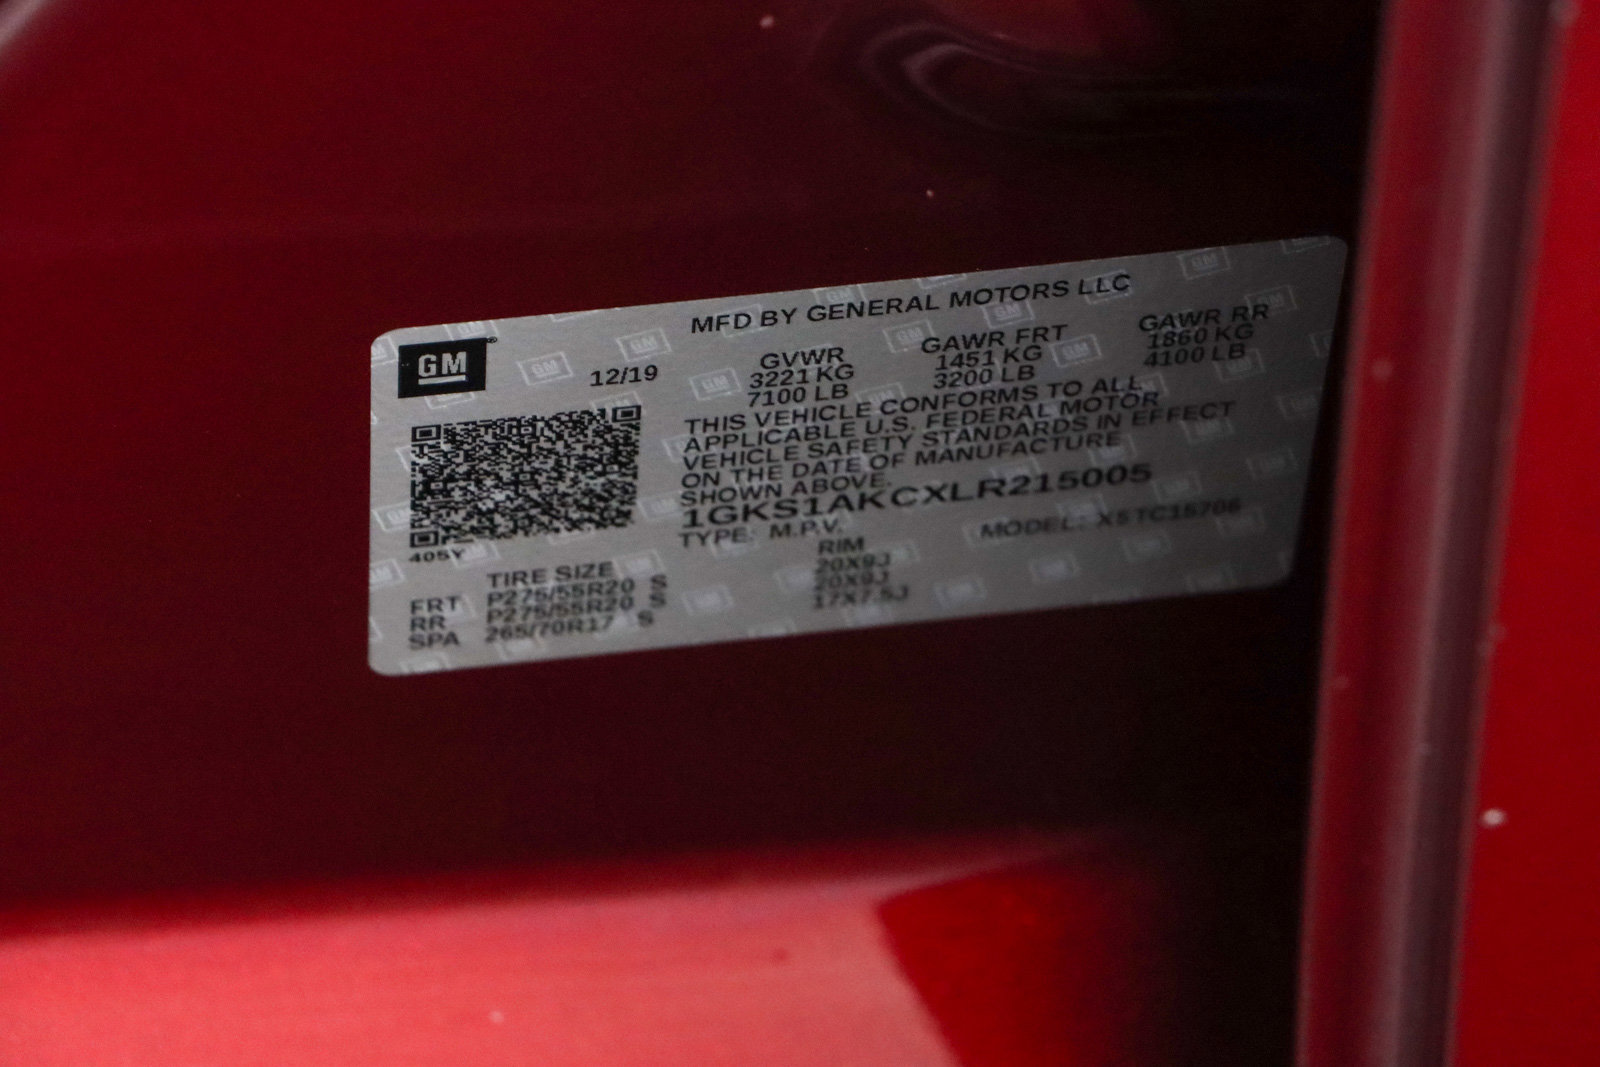 MFD BY GENERAL MOTORS LLC
GM
12/19
GVWR
3221 KG
7100 LB
GAWR FRT
1451 KG
3200 LB
GAWR RR
1860 KG
4100 LB
THIS VEHICLE CONFORMS TO ALL
APPLICABLE U.S. FEDERAL MOTOR
VEHICLE SAFETY STANDARDS IN EFFECT
ON THE DATE OF MANUFACTURE
SHOWN ABOVE.
1GKS1AKCXLR215005
TYPE: M.P.V. MODEL: X5TC15706
405Y
TIRE SIZE RIM
FRT P275/55R20 S 20X9J
RR P275/55R20 S 20X9J
SPA 265/70R17 S 17X7.5J